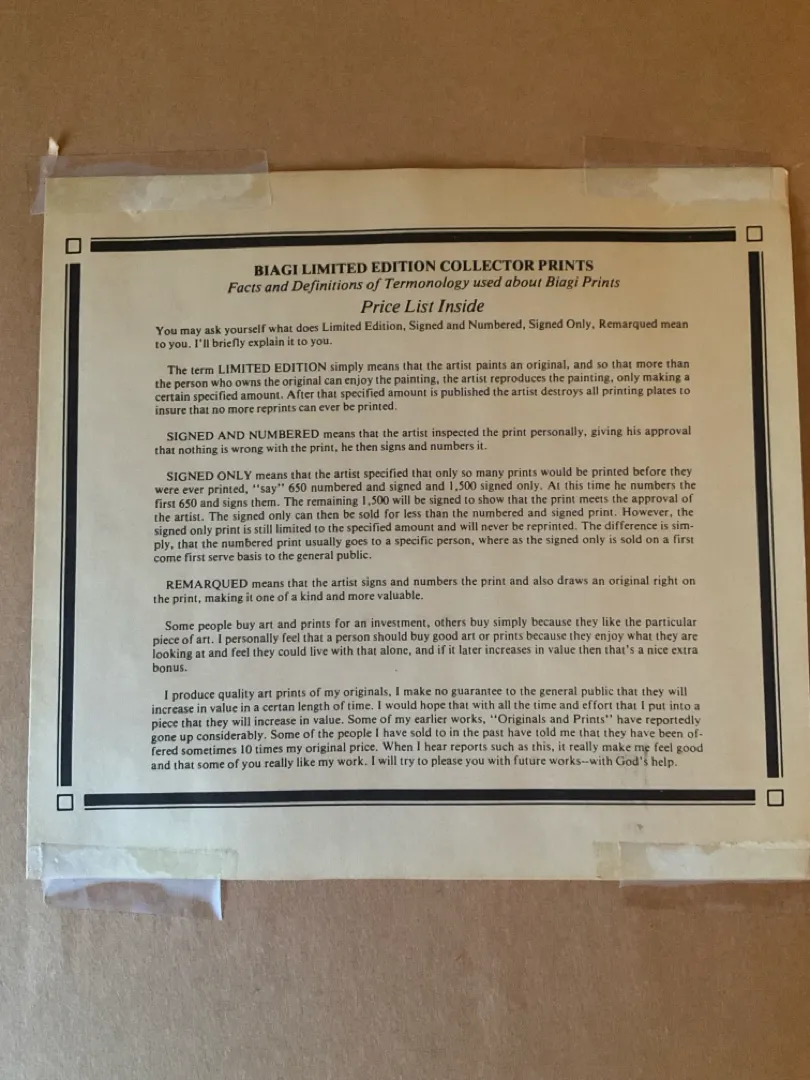 BIAGI LIMITED EDITION COLLECTOR PRINTS
Facts and Definitions of Termonology used about Biagi Prints
Price List Inside
You may ask yourself what does Limited Edition, Signed and Numbered, Signed Only, Remarqued mean
to you. I'll briefly explain it to you.
The term LIMITED EDITION simply means that the artist paints an original, and so that more than
the person who owns the original can enjoy the painting, the artist reproduces the painting, only making a
certain specified amount. After that specified amount is published the artist destroys all printing plates to
insure that no more reprints can ever be printed.
SIGNED AND NUMBERED means that the artist inspected the print personally, giving his approval
that nothing is wrong with the print, he then signs and numbers it.
SIGNED ONLY means that the artist specified that only so many prints would be printed before they
were ever printed, "say" 650 numbered and signed and 1,500 signed only. At this time he numbers the
first 650 and signs them. The remaining 1,500 will be signed to show that the print meets the approval of
the artist. The signed only can then be sold for less than the numbered and signed print. However, the
signed only print is still limited to the specified amount and will never be reprinted. The difference is sim-
ply, that the numbered print usually goes to a specific person, where as the signed only is sold on a first
come first serve basis to the general public.
REMARQUED means that the artist signs and numbers the print and also draws an original right on
the print, making it one of a kind and more valuable.
Some people buy art and prints for an investment, others buy simply because they like the particular
piece of art. I personally feel that a person should buy good art or prints because they enjoy what they are
looking at and feel they could live with that alone, and if it later increases in value then that's a nice extra
bonus.
I produce quality art prints of my originals, I make no guarantee to the general public that they will
increase in value in a certan length of time. I would hope that with all the time and effort that I put into a
piece that they will increase in value. Some of my earlier works, "Originals and Prints" have reportedly
gone up considerably. Some of the people I have sold to in the past have told me that they have been of-
fered sometimes 10 times my original price. When I hear reports such as this, it really make me feel good
and that some of you really like my work. I will try to please you with future works--with God's help.